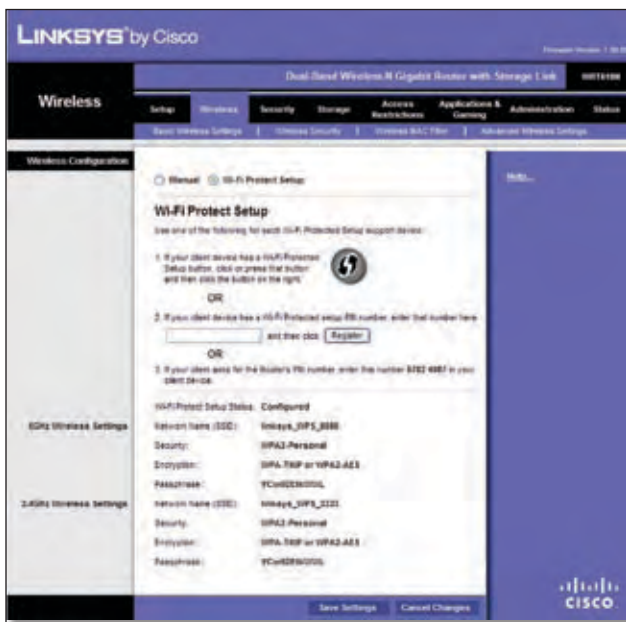 LINKSYS® by Cisco
Firmware Version:
Dual-Band Wireless-N Gigabit Router with Storage Link
Wireless
Setup
Wireless
Security
Storage
Access Restrictions
Applications & Gaming
Administration
Status
Basic Wireless Settings | Wireless Security | Wireless MAC Filter | Advanced Wireless Settings
Wireless Configuration
Manual
Wi-Fi Protect Setup
Help...
Wi-Fi Protect Setup
Use one of the following for each Wi-Fi Protected Setup support device:
1. If your client device has a Wi-Fi Protected
Setup button, click or press that button
and then click the button on the right.
OR
2. If your client device has a Wi-Fi Protected setup PIN number, enter that number here
and then click Register
OR
3. If your client asks for the Router's PIN number, enter this number in your
client device.
Wi-Fi Protect Setup Status: Configured
5GHz Wireless Settings
Network Name (SSID):
Security: WPA2-Personal
Encryption: WPA-TKIP or WPA2-AES
Passphrase:
2.4GHz Wireless Settings
Network Name (SSID):
Security: WPA2-Personal
Encryption: WPA-TKIP or WPA2-AES
Passphrase:
Save Settings
Cancel Changes
CISCO